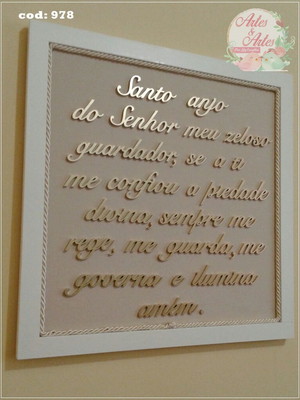 cod: 978
Artes
&
Artes
Santo anjo
do Senhor meu zeloso
guardador, se a ti
me confiou a piedade
divina, sempre me
rege, me guarda, me
governa e ilumina
amém.